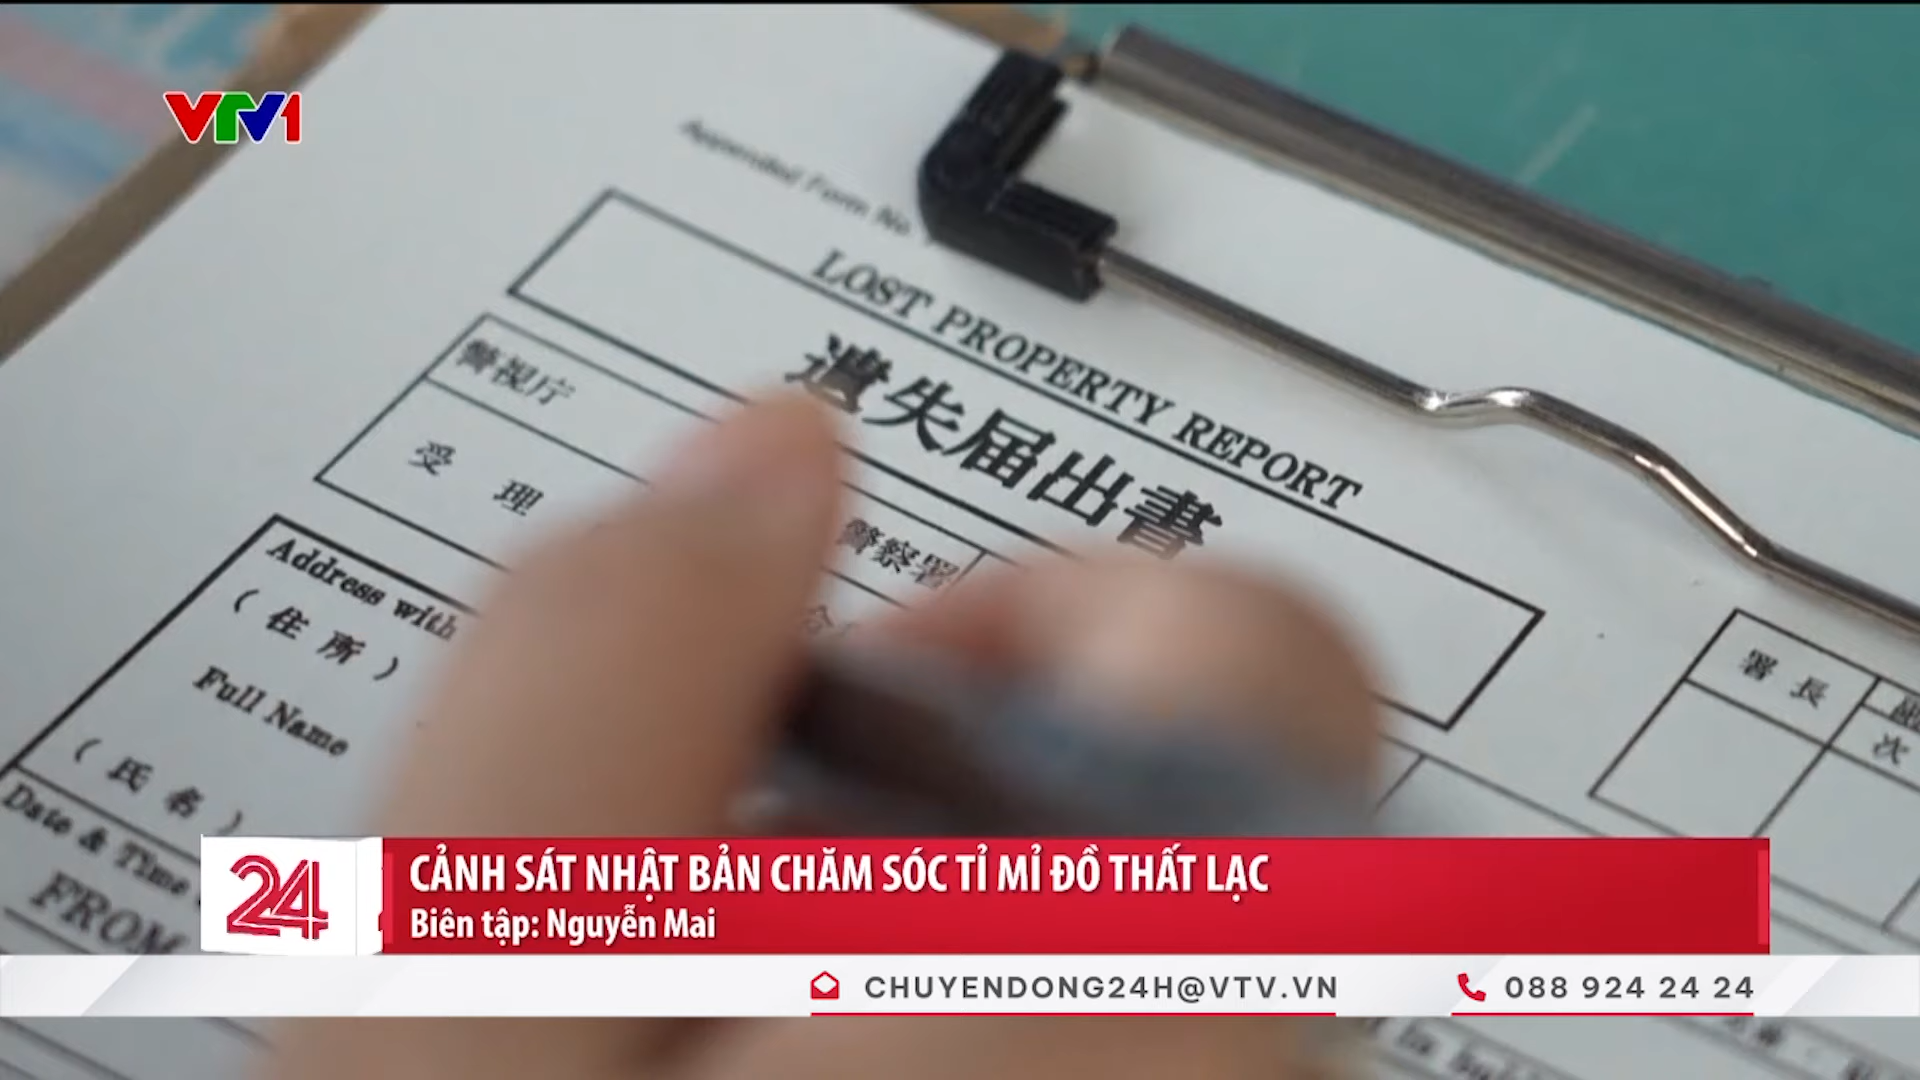 VTV1
Appended Form No.
LOST PROPERTY REPORT
遺失届出書
警視庁
警察署
受 理
Address with
(住所)
Full Name
(氏名)
Date & Time
FROM
署長
次
24
CẢNH SÁT NHẬT BẢN CHĂM SÓC TỈ MỈ ĐỒ THẤT LẠC
Biên tập: Nguyễn Mai
CHUYENDONG24H@VTV.VN
088 924 24 24